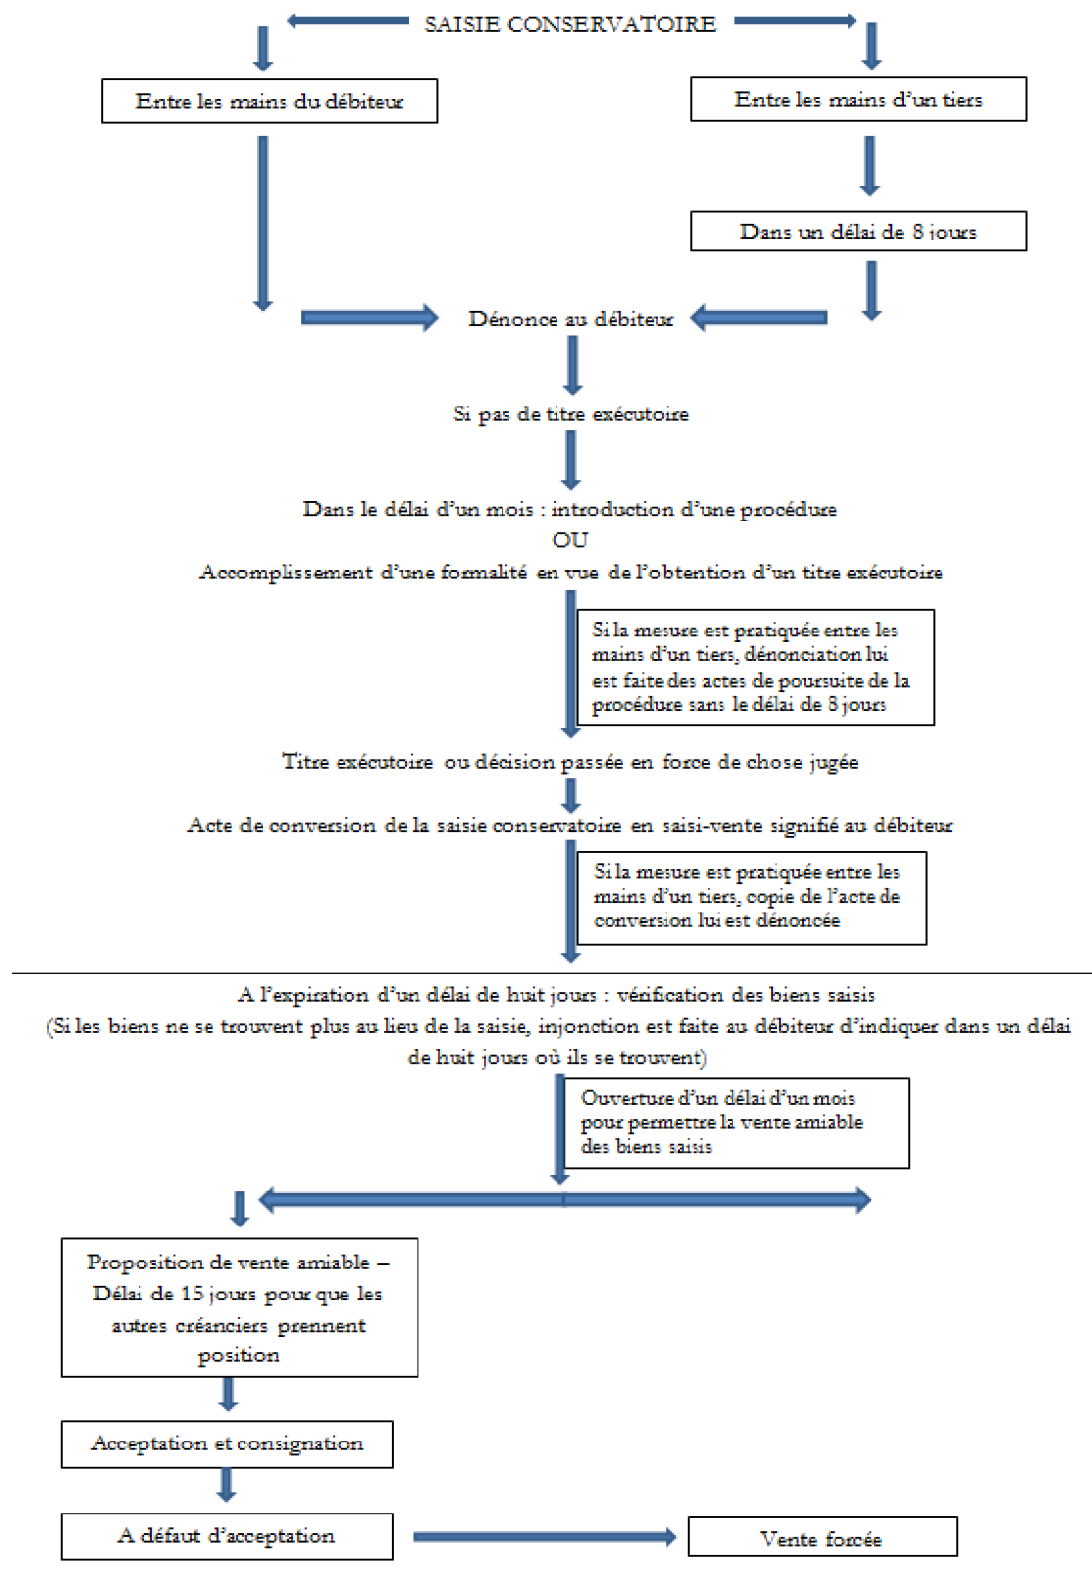 SAISIE CONSERVATOIRE
Entre les mains du débiteur
Entre les mains d'un tiers
Dans un délai de 8 jours
Dénonce au débiteur
Si pas de titre exécutoire
Dans le délai d'un mois : introduction d'une procédure
OU
Accomplissement d'une formalité en vue de l'obtention d'un titre exécutoire
Si la mesure est pratiquée entre les
mains d'un tiers, dénonciation lui
est faite des actes de poursuite de la
procédure sans le délai de 8 jours
Titre exécutoire ou décision passée en force de chose jugée
Acte de conversion de la saisie conservatoire en saisi-vente signifié au débiteur
Si la mesure est pratiquée entre les
mains d'un tiers, copie de l'acte de
conversion lui est dénoncée
A l'expiration d'un délai de huit jours : vérification des biens saisis
(Si les biens ne se trouvent plus au lieu de la saisie, injonction est faite au débiteur d'indiquer dans un délai
de huit jours où ils se trouvent)
Ouverture d'un délai d'un mois
pour permettre la vente amiable
des biens saisis
Proposition de vente amiable –
Délai de 15 jours pour que les
autres créanciers prennent
position
Acceptation et consignation
A défaut d'acceptation
Vente forcée